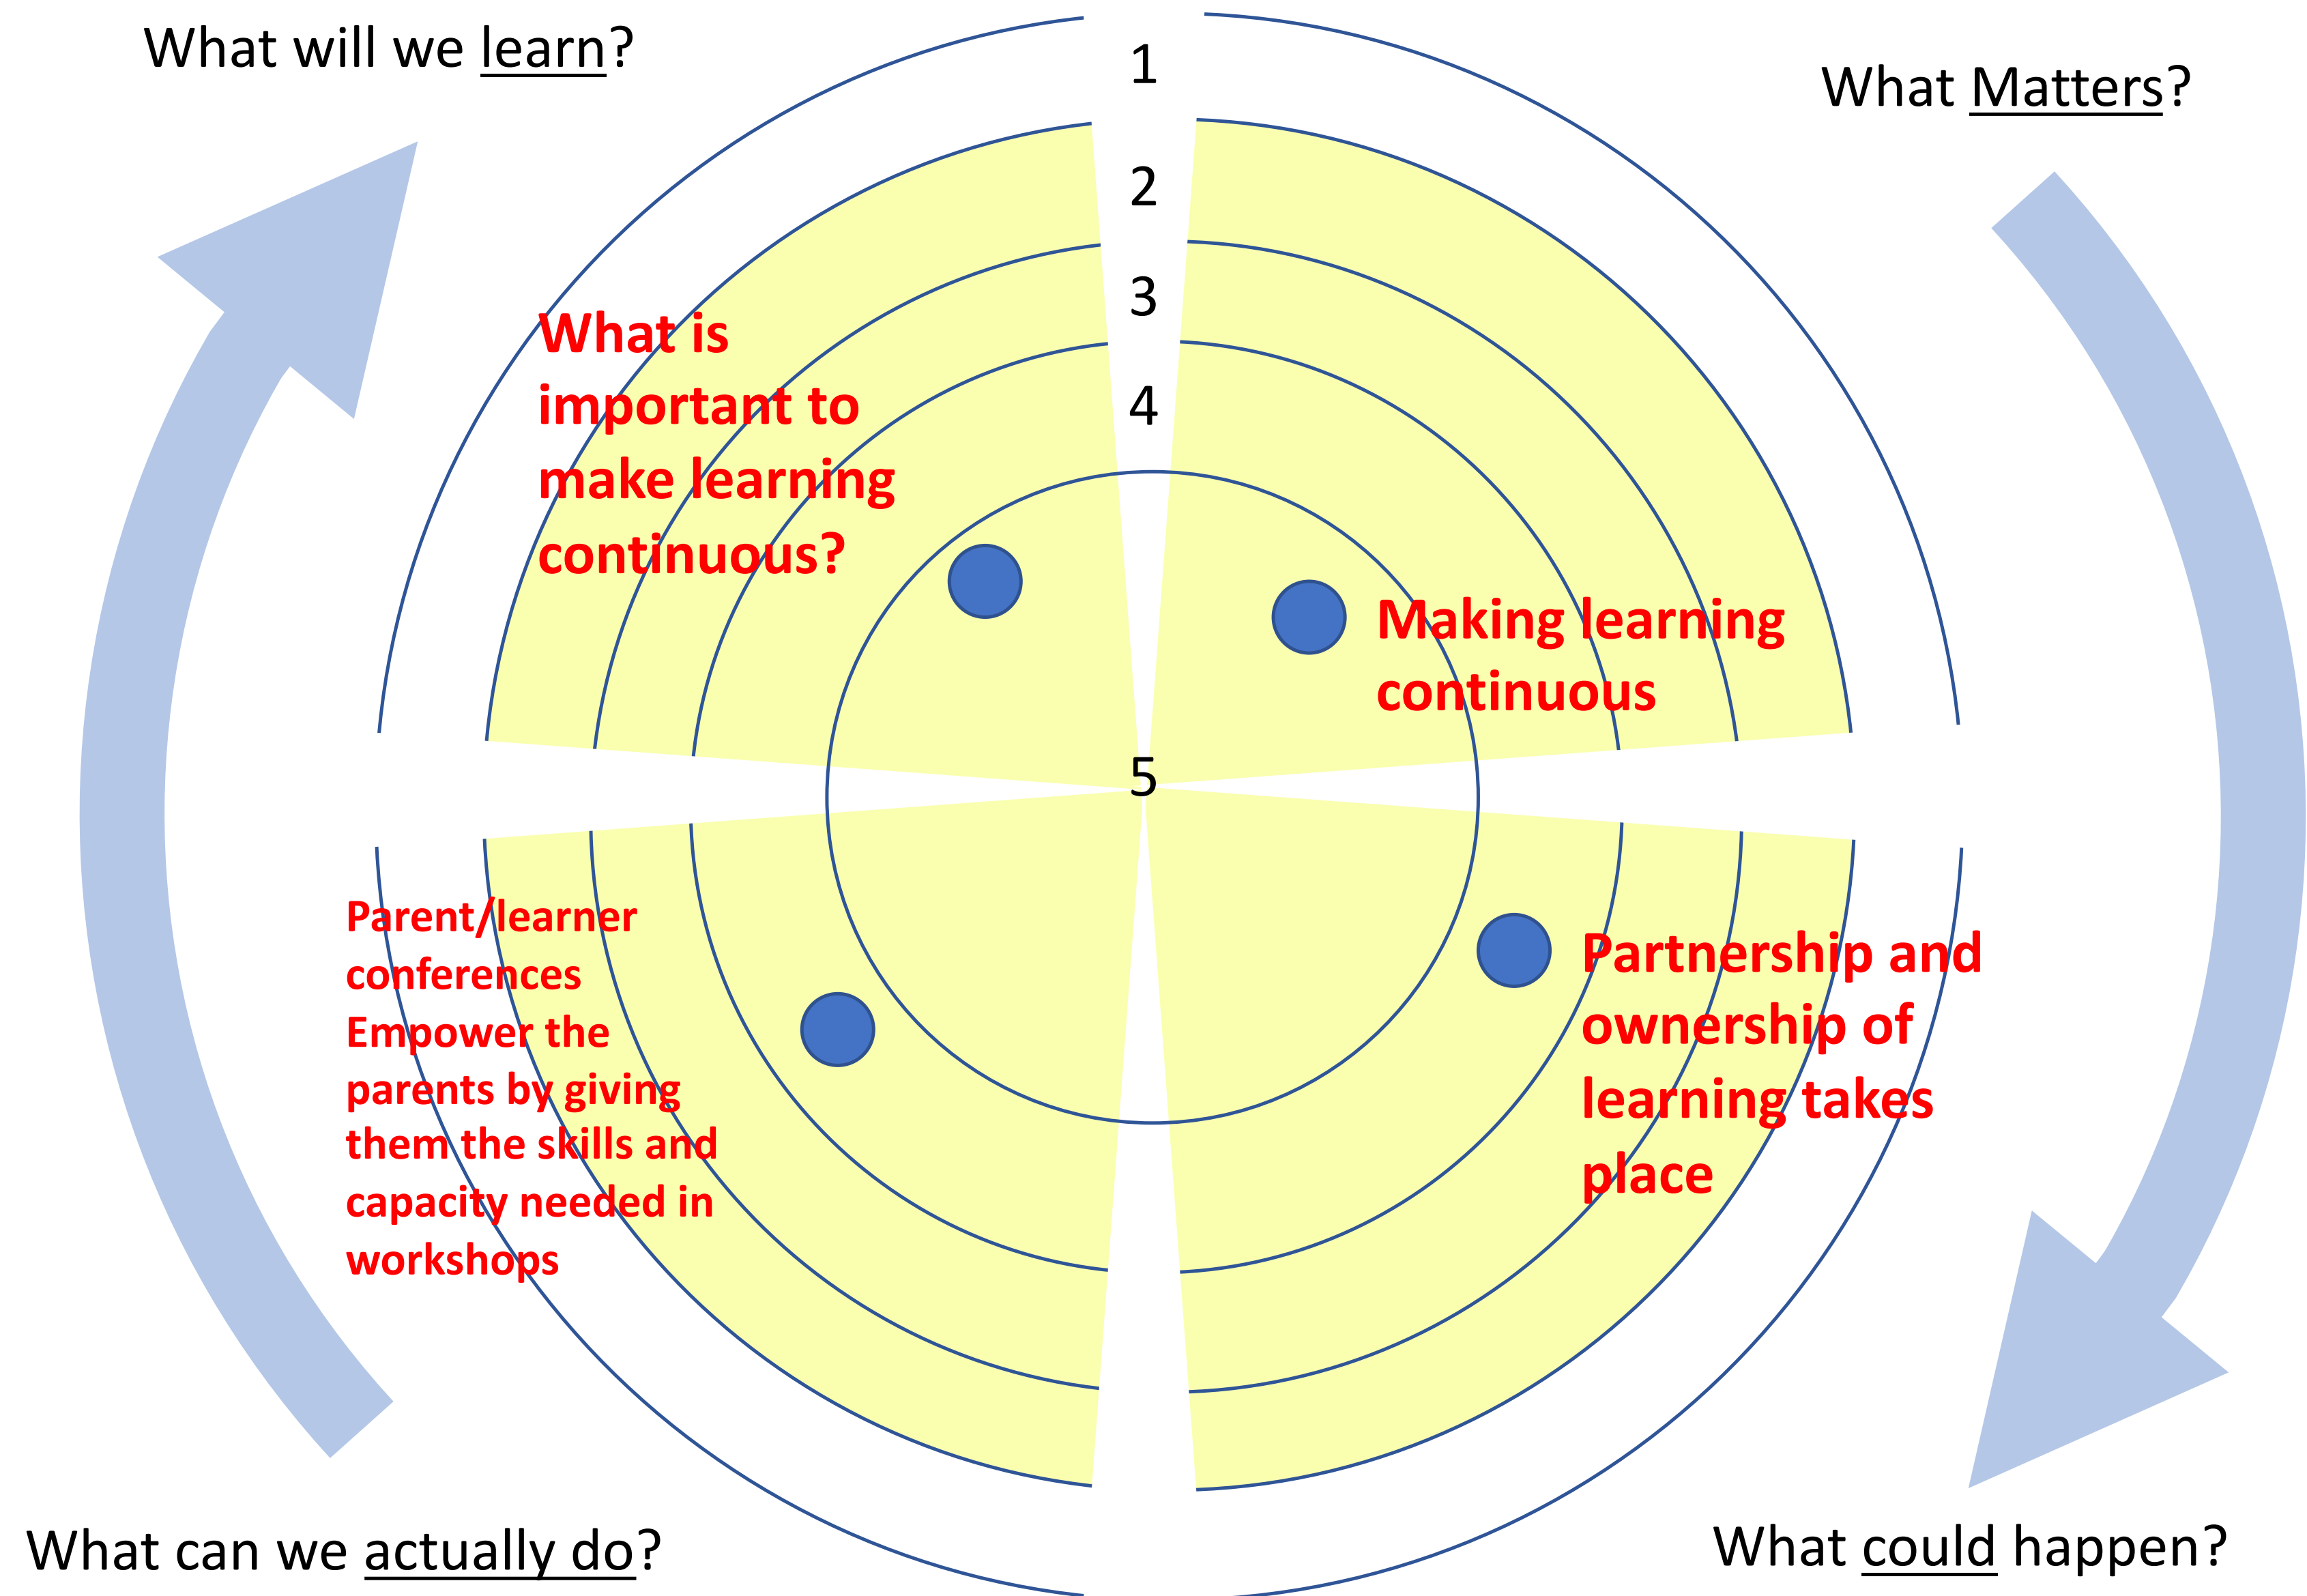 What will we learn?
What Matters?
1
2
3
4
5
What is
important to
make learning
continuous?
Making learning
continuous
Parent/learner
conferences
Empower the
parents by giving
them the skills and
capacity needed in
workshops
Partnership and
ownership of
learning takes
place
What can we actually do?
What could happen?